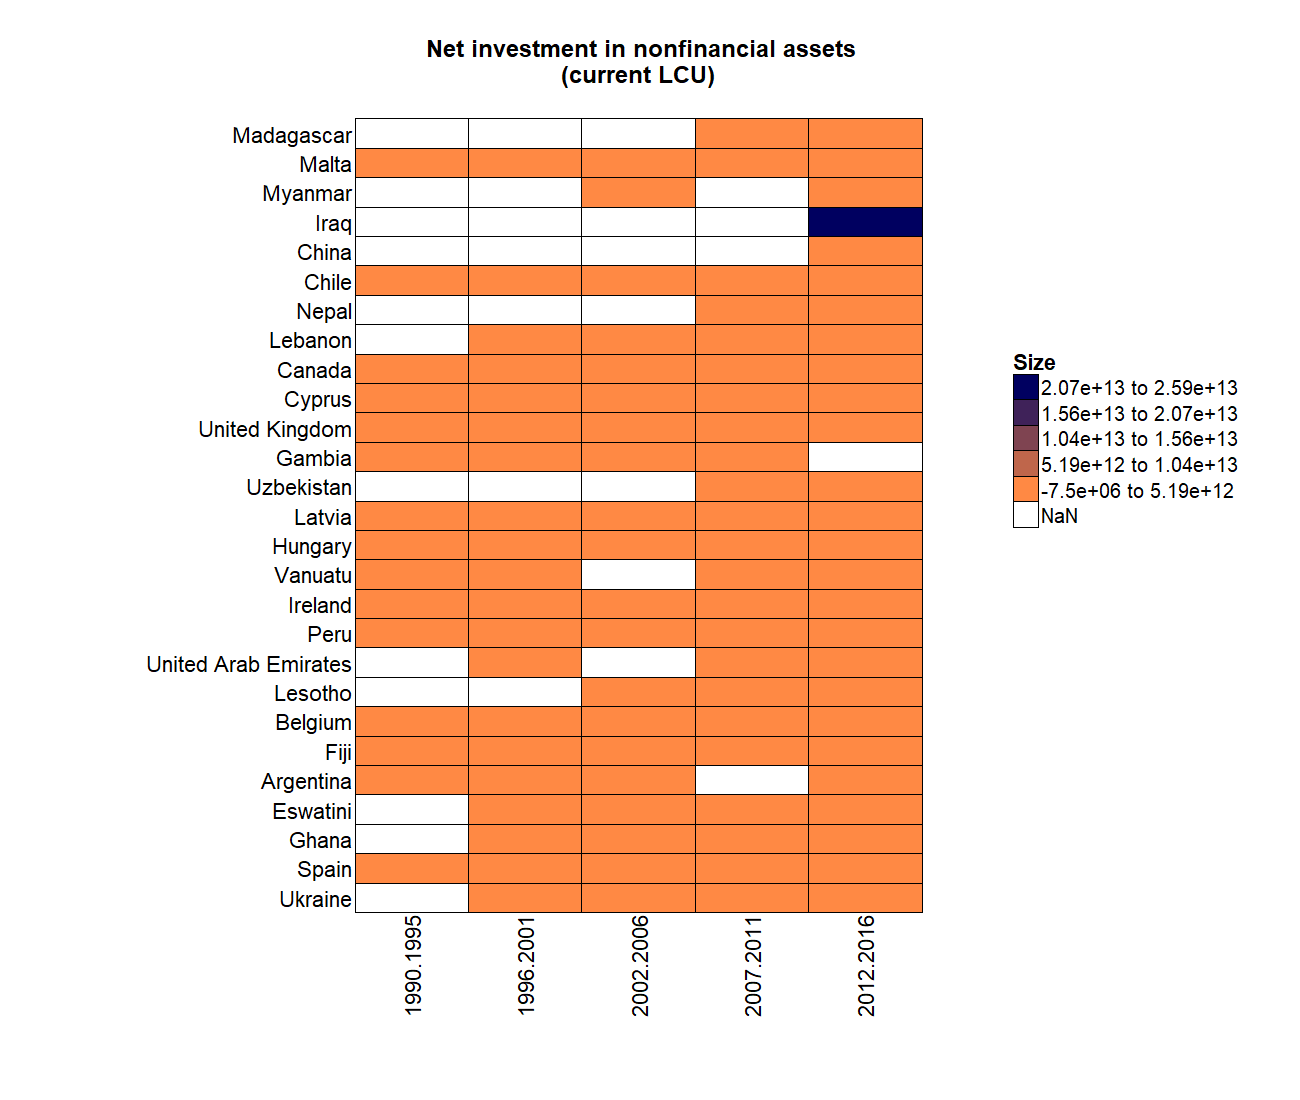 Net investment in nonfinancial assets
(current LCU)
Madagascar
Malta
Myanmar
Iraq
China
Chile
Nepal
Lebanon
Canada
Cyprus
United Kingdom
Gambia
Uzbekistan
Latvia
Hungary
Vanuatu
Ireland
Peru
United Arab Emirates
Lesotho
Belgium
Fiji
Argentina
Eswatini
Ghana
Spain
Ukraine
1990.1995
1996.2001
2002.2006
2007.2011
2012.2016
Size
2.07e+13 to 2.59e+13
1.56e+13 to 2.07e+13
1.04e+13 to 1.56e+13
5.19e+12 to 1.04e+13
-7.5e+06 to 5.19e+12
NaN